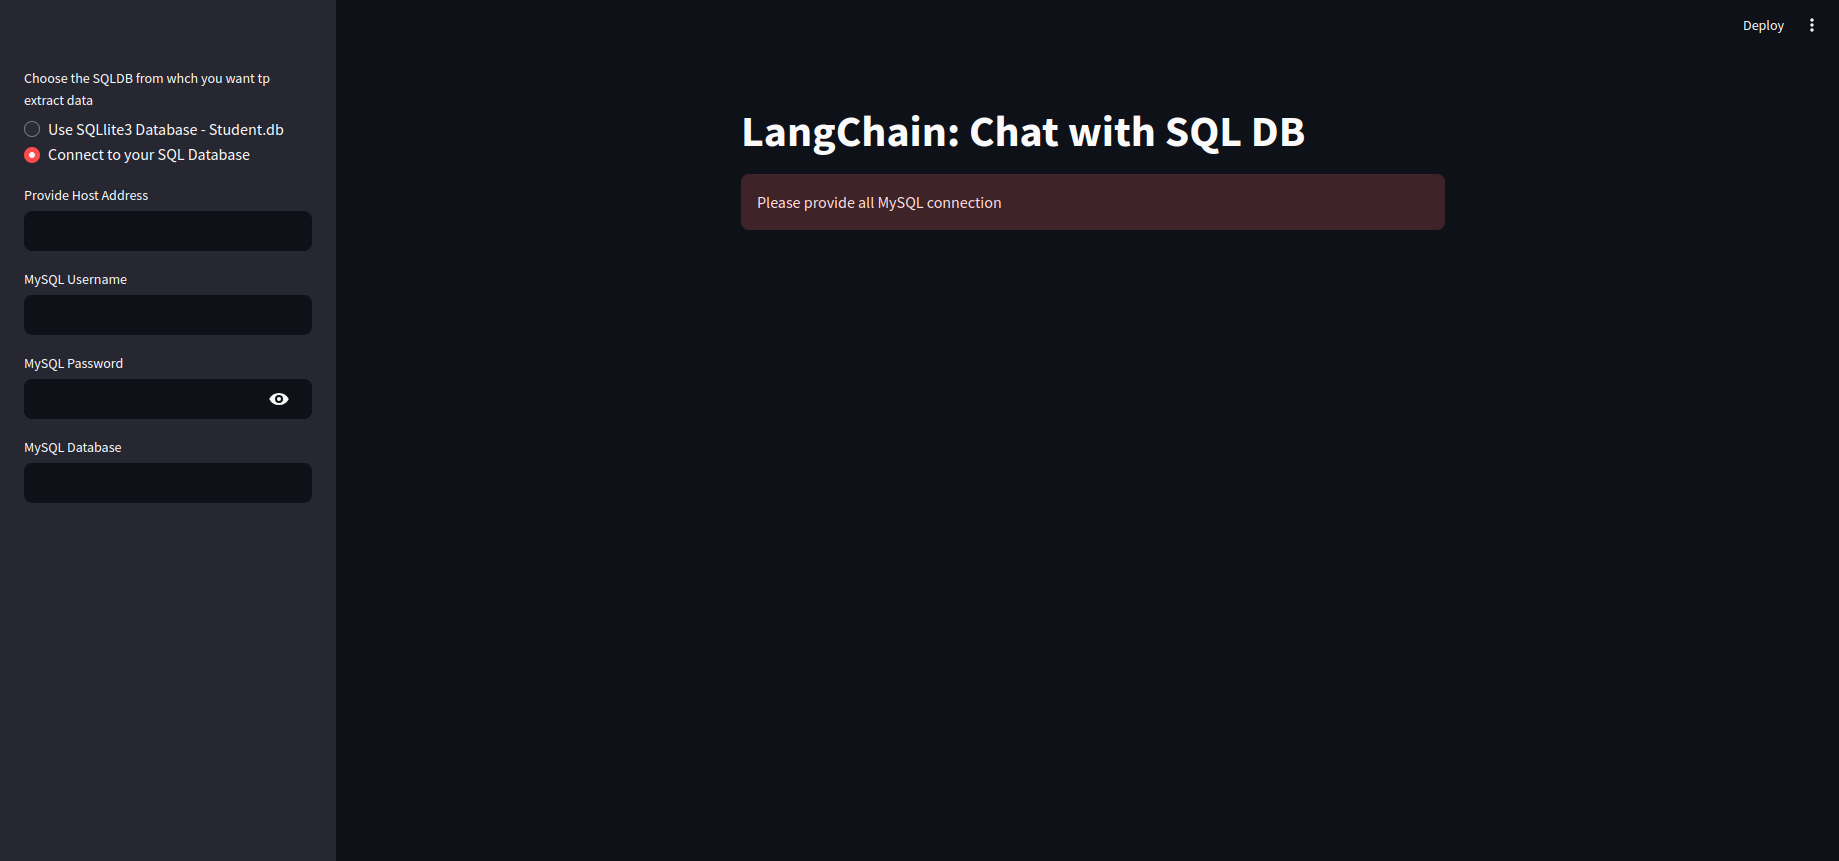 Deploy
Choose the SQLDB from whch you want tp
extract data
Use SQLlite3 Database - Student.db
Connect to your SQL Database
Provide Host Address
MySQL Username
MySQL Password
MySQL Database
LangChain: Chat with SQL DB
Please provide all MySQL connection